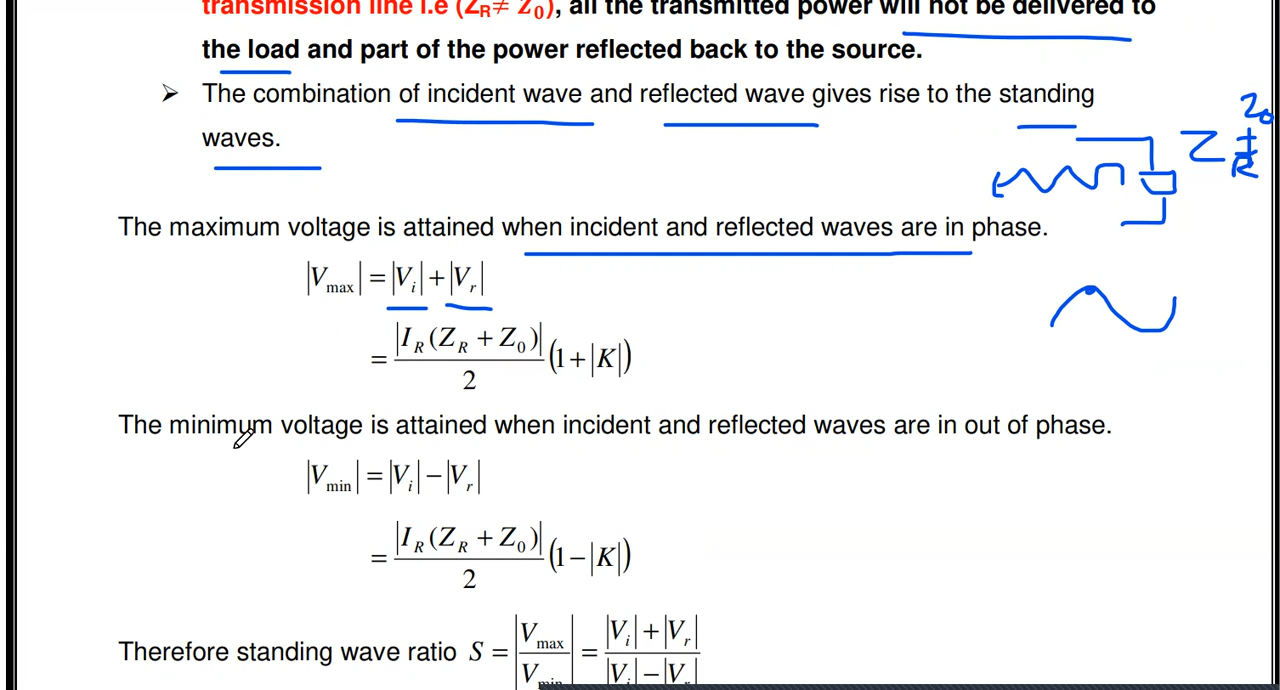 transmission line i.e (Z_R ≠ Z_0), all the transmitted power will not be delivered to
the load and part of the power reflected back to the source.
➢ The combination of incident wave and reflected wave gives rise to the standing
waves.
Z_0
Z ≠
R
The maximum voltage is attained when incident and reflected waves are in phase.
|V_max| = |V_i| + |V_r|
= |I_R (Z_R + Z_0)| / 2 (1 + |K|)
The minimum voltage is attained when incident and reflected waves are in out of phase.
|V_min| = |V_i| − |V_r|
= |I_R (Z_R + Z_0)| / 2 (1 − |K|)
Therefore standing wave ratio S = |V_max / V_min| = (|V_i| + |V_r|) / (|V_i| − |V_r|)